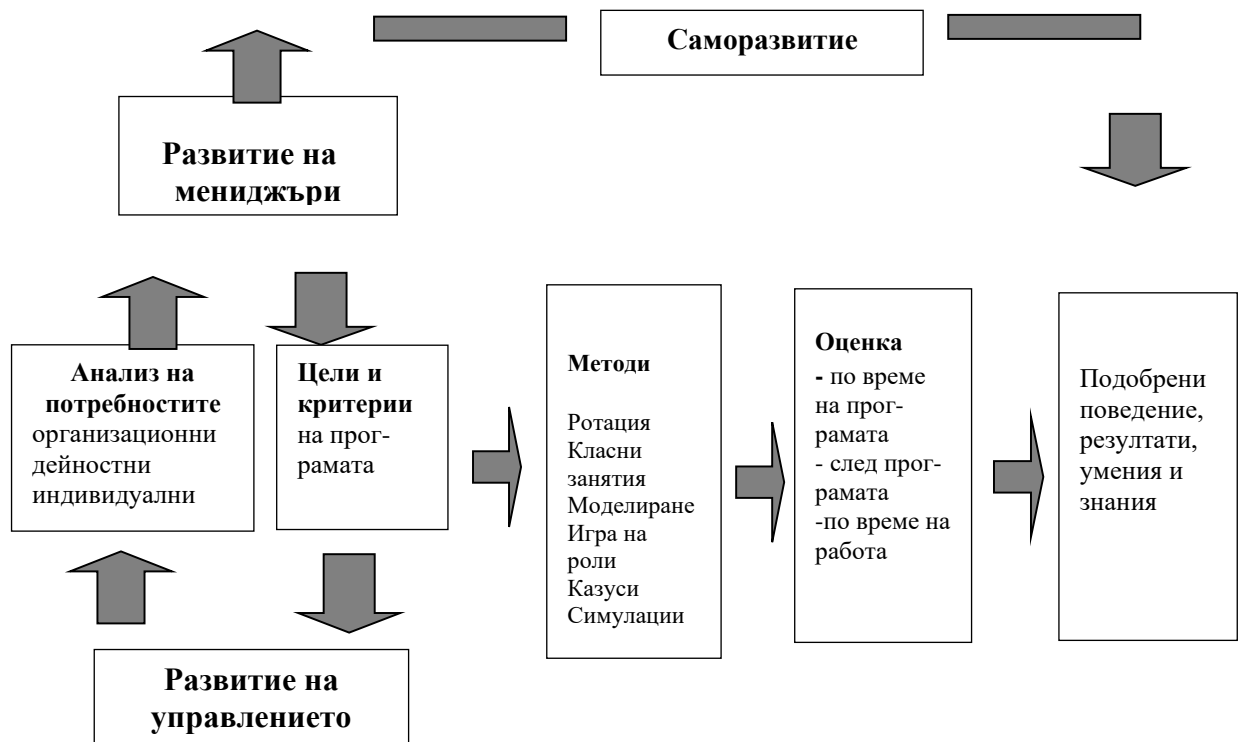 Саморазвитие
Развитие на
мениджъри
Анализ на
потребностите
организационни
дейностни
индивидуални
Цели и
критерии
на прог-
рамата
Методи
Ротация
Класни
занятия
Моделиране
Игра на
роли
Казуси
Симулации
Оценка
- по време
на прог-
рамата
- след прог-
рамата
-по време на
работа
Подобрени
поведение,
резултати,
умения и
знания
Развитие на
управлението